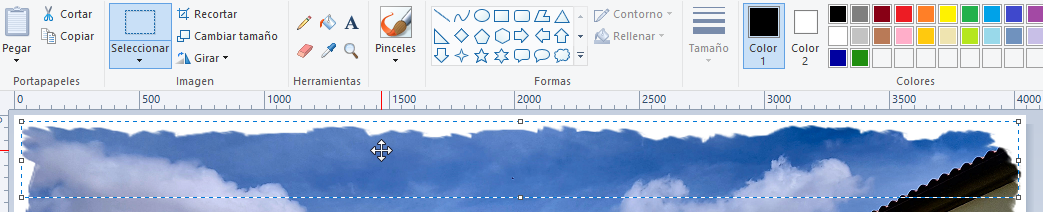 Pegar
Cortar
Copiar
Portapapeles
Seleccionar
Recortar
Cambiar tamaño
Girar
Imagen
Herramientas
Pinceles
Contorno
Rellenar
Formas
Tamaño
Color
1
Color
2
Colores
0
500
1000
1500
2000
2500
3000
3500
4000